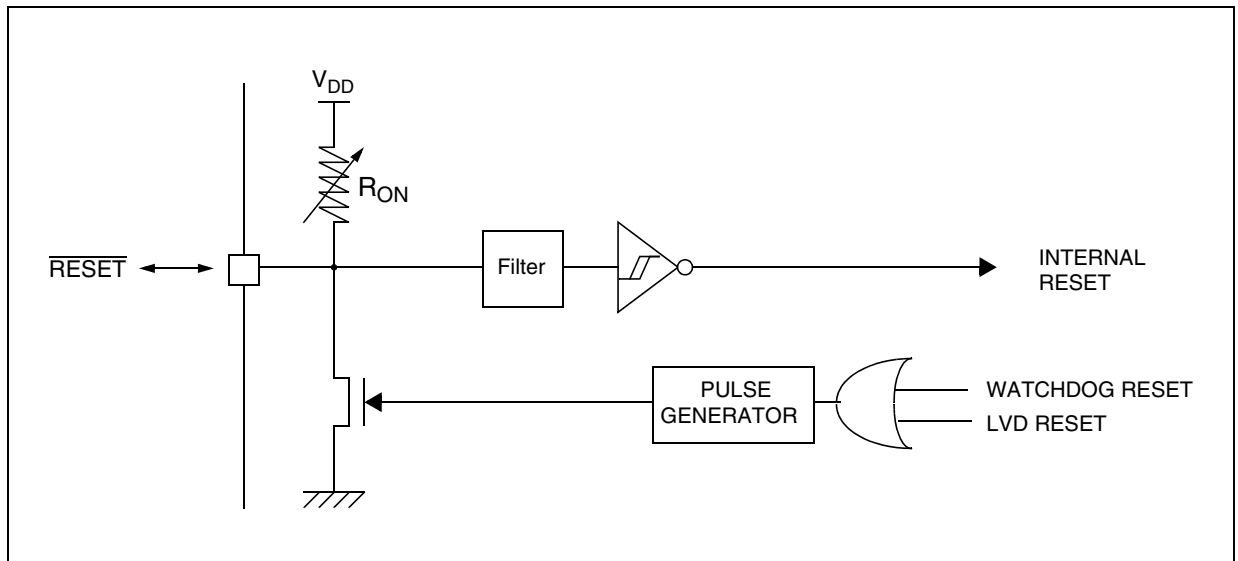 VDD
RON
RESET
Filter
INTERNAL
RESET
PULSE
GENERATOR
WATCHDOG RESET
LVD RESET